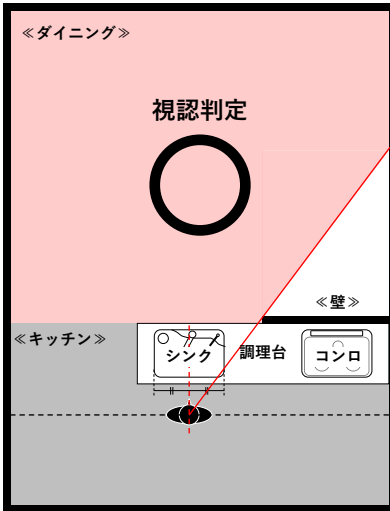 ≪ダイニング≫
視認判定
≪壁≫
≪キッチン≫
シンク
調理台
コンロ